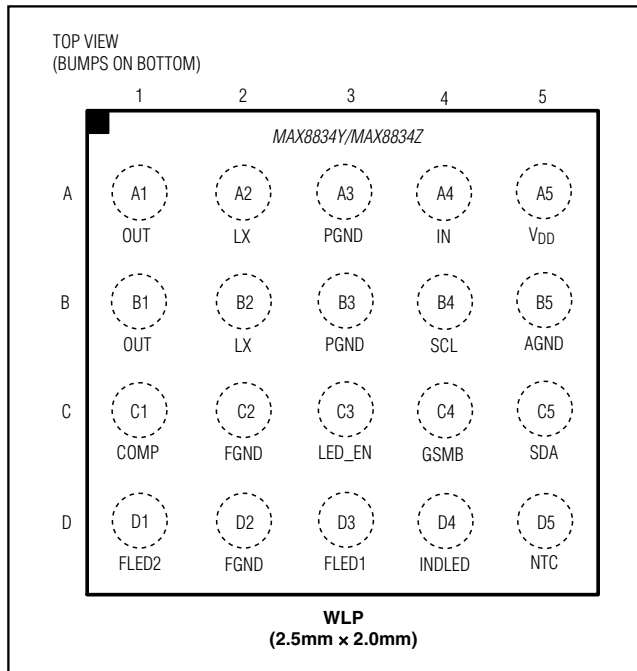 TOP VIEW
(BUMPS ON BOTTOM)
1 2 3 4 5
MAX8834Y/MAX8834Z
A A1 A2 A3 A4 A5
OUT LX PGND IN VDD
B B1 B2 B3 B4 B5
OUT LX PGND SCL AGND
C C1 C2 C3 C4 C5
COMP FGND LED_EN GSMB SDA
D D1 D2 D3 D4 D5
FLED2 FGND FLED1 INDLED NTC
WLP
(2.5mm × 2.0mm)